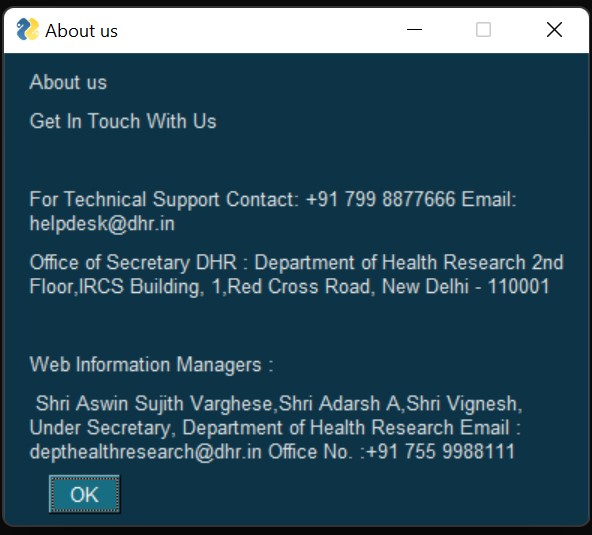 About us
About us
Get In Touch With Us
For Technical Support Contact: +91 799 8877666 Email:
helpdesk@dhr.in
Office of Secretary DHR : Department of Health Research 2nd
Floor,IRCS Building, 1,Red Cross Road, New Delhi - 110001
Web Information Managers :
Shri Aswin Sujith Varghese,Shri Adarsh A,Shri Vignesh,
Under Secretary, Department of Health Research Email :
depthealthresearch@dhr.in Office No. :+91 755 9988111
OK